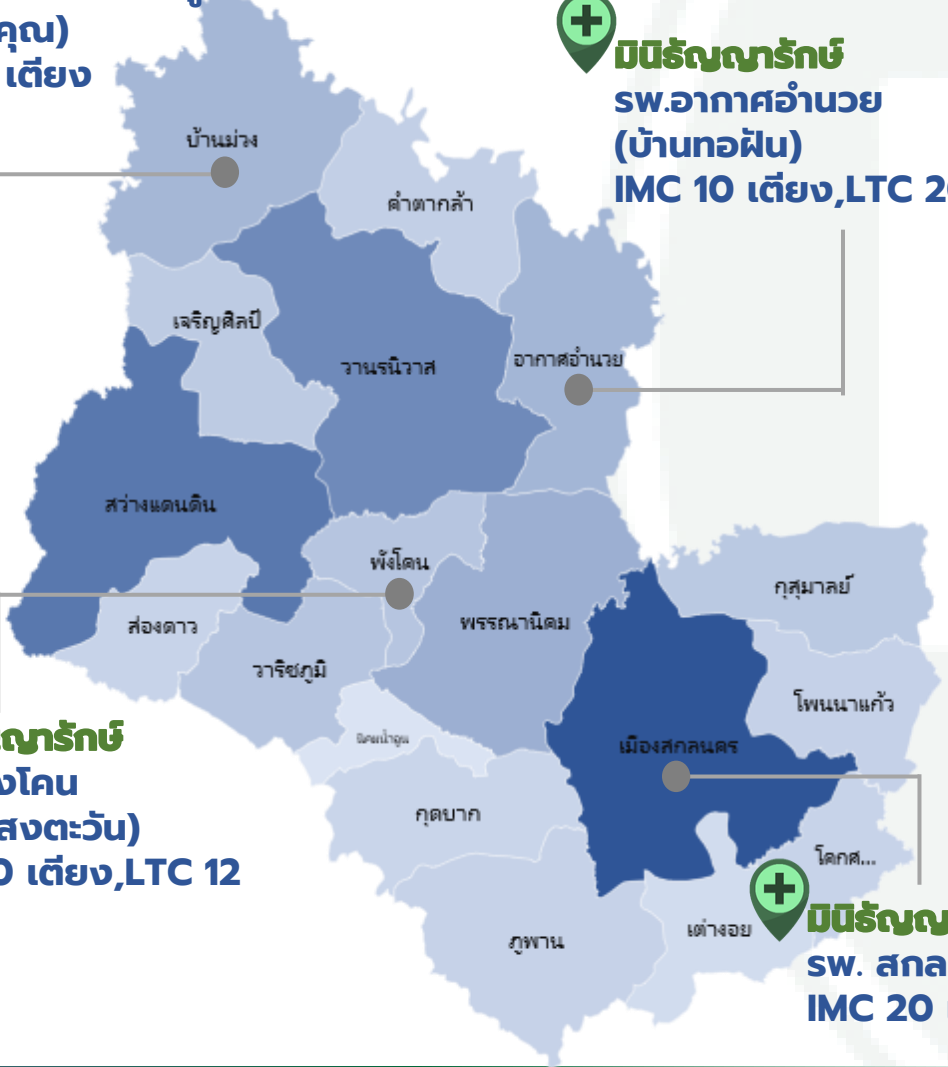 คุณ)
เตียง
มินิธัญญารักษ์
รพ.อากาศอำนวย
(บ้านทอฝัน)
IMC 10 เตียง,LTC 20
บ้านม่วง
คำตากล้า
เจริญศิลป์
วานรนิวาส
อากาศอำนวย
สว่างแดนดิน
พังโคน
กุสุมาลย์
ส่องดาว
พรรณานิคม
วาริชภูมิ
โพนนาแก้ว
นิคมน้ำอูน
เมืองสกลนคร
ญารักษ์
งโคน
สงตะวัน)
0 เตียง,LTC 12
กุดบาก
โคกศ...
เต่างอย
ภูพาน
มินิธัญญ
รพ. สกล
IMC 20